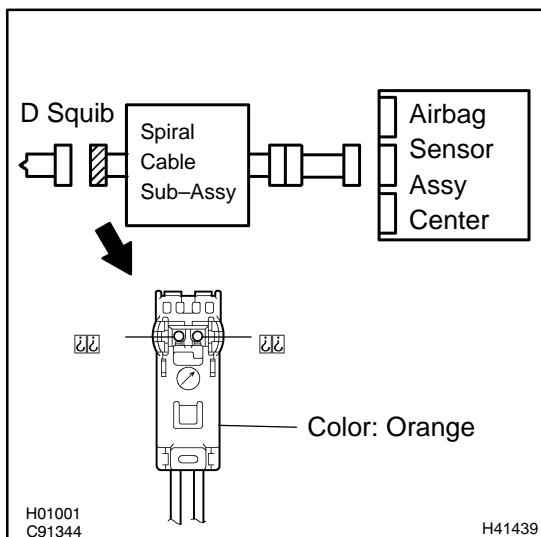 D Squib
Spiral
Cable
Sub–Assy
Airbag
Sensor
Assy
Center
Color: Orange
H01001
C91344
H41439